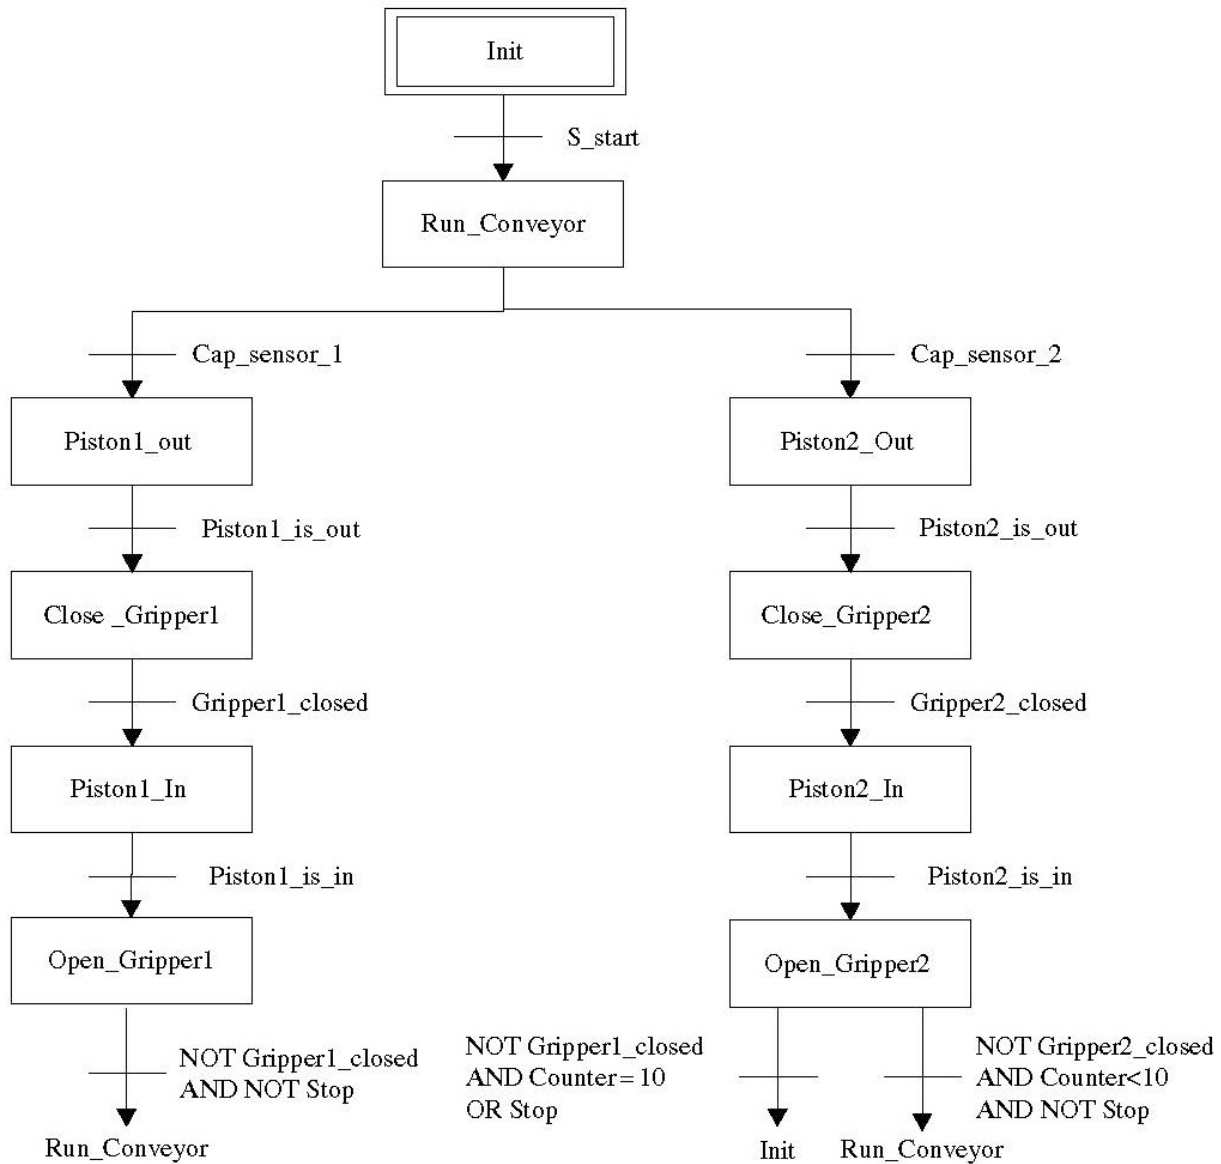 Init
S_start
Run_Conveyor
Cap_sensor_1
Cap_sensor_2
Piston1_out
Piston2_Out
Piston1_is_out
Piston2_is_out
Close _Gripper1
Close_Gripper2
Gripper1_closed
Gripper2_closed
Piston1_In
Piston2_In
Piston1_is_in
Piston2_is_in
Open_Gripper1
Open_Gripper2
NOT Gripper1_closed
AND NOT Stop
Run_Conveyor
NOT Gripper1_closed
AND Counter=10
OR Stop
Init
NOT Gripper2_closed
AND Counter<10
AND NOT Stop
Run_Conveyor